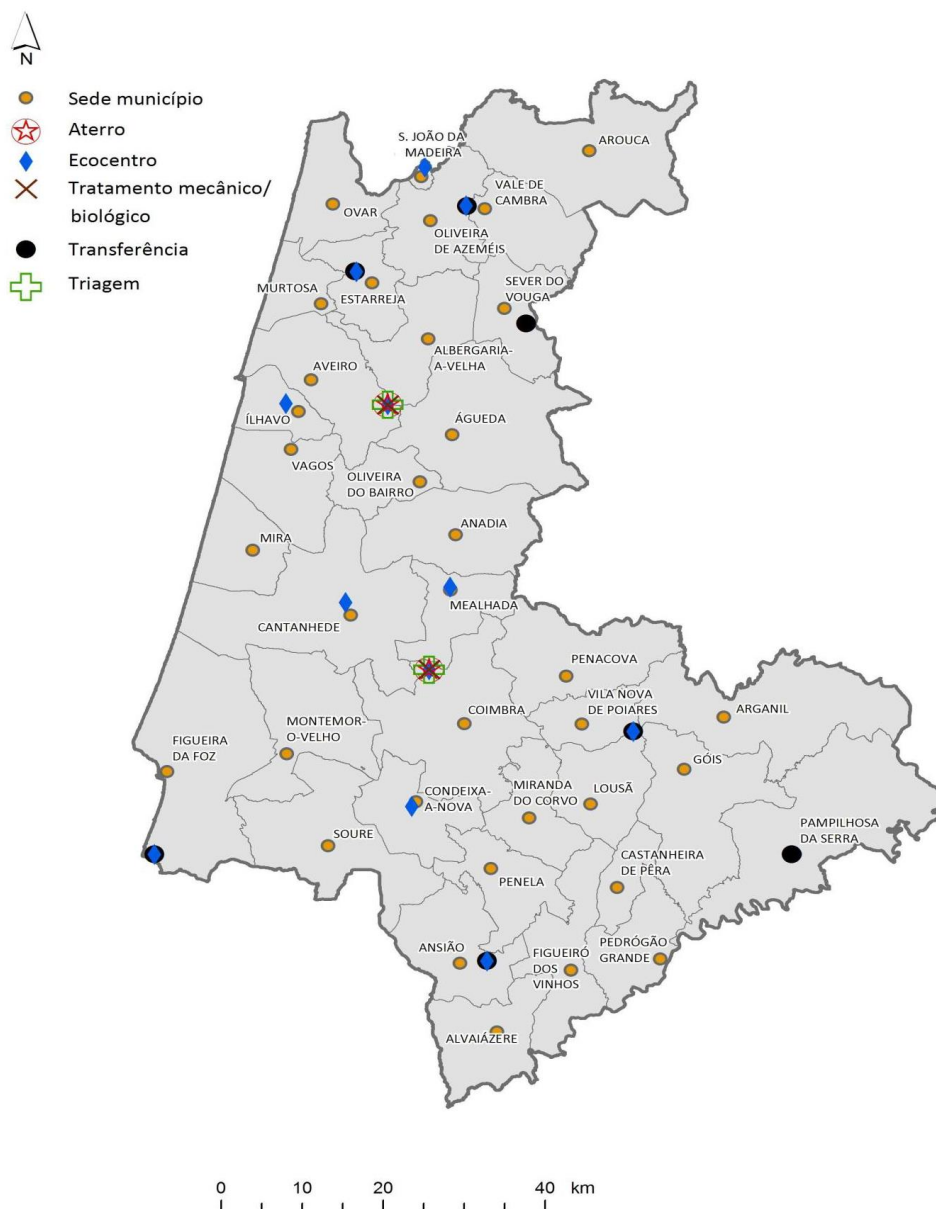 N
Sede município
Aterro
Ecocentro
Tratamento mecânico/
biológico
Transferência
Triagem
S. JOÃO DA
MADEIRA
AROUCA
OVAR
VALE DE
CAMBRA
OLIVEIRA
DE AZEMÉIS
MURTOSA
ESTARREJA
SEVER DO
VOUGA
ALBERGARIA-
A-VELHA
AVEIRO
ÍLHAVO
ÁGUEDA
VAGOS
OLIVEIRA
DO BAIRRO
ANADIA
MIRA
MEALHADA
CANTANHEDE
PENACOVA
VILA NOVA
DE POIARES
ARGANIL
COIMBRA
MONTEMOR-
O-VELHO
FIGUEIRA
DA FOZ
GÓIS
CONDEIXA-
A-NOVA
MIRANDA
DO CORVO
LOUSÃ
PAMPILHOSA
DA SERRA
SOURE
CASTANHEIRA
DE PÊRA
PENELA
ANSIÃO
FIGUEIRÓ
DOS
VINHOS
PEDRÓGÃO
GRANDE
ALVAIÁZERE
0 10 20 40 km